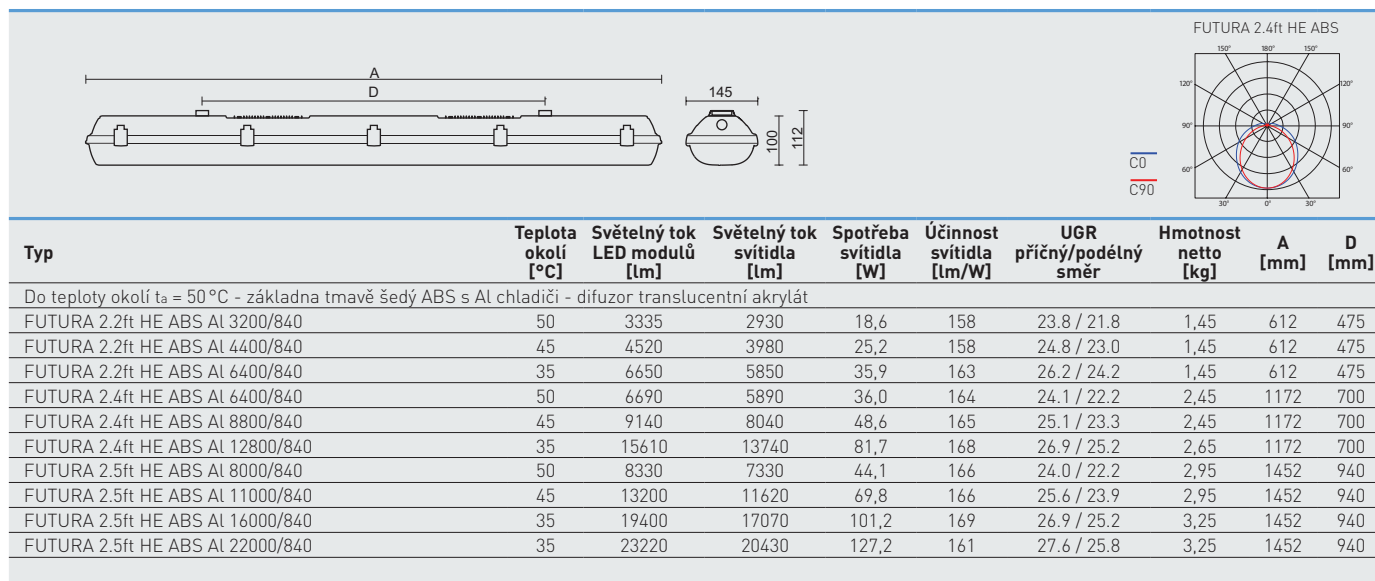 FUTURA 2.4ft HE ABS
150° 180° 150°
120° 120°
90° 90°
60° 60°
30° 0° 30°
C0
C90
A
D
145
100
112
Typ Teplota okolí [°C] Světelný tok LED modulů [lm] Světelný tok svítidla [lm] Spotřeba svítidla [W] Účinnost svítidla [lm/W] UGR příčný/podélný směr Hmotnost netto [kg] A [mm] D [mm]
Do teploty okolí ta = 50 °C - základna tmavě šedý ABS s Al chladiči - difuzor translucentní akrylát
FUTURA 2.2ft HE ABS Al 3200/840 50 3335 2930 18,6 158 23.8 / 21.8 1,45 612 475
FUTURA 2.2ft HE ABS Al 4400/840 45 4520 3980 25,2 158 24.8 / 23.0 1,45 612 475
FUTURA 2.2ft HE ABS Al 6400/840 35 6650 5850 35,9 163 26.2 / 24.2 1,45 612 475
FUTURA 2.4ft HE ABS Al 6400/840 50 6690 5890 36,0 164 24.1 / 22.2 2,45 1172 700
FUTURA 2.4ft HE ABS Al 8800/840 45 9140 8040 48,6 165 25.1 / 23.3 2,45 1172 700
FUTURA 2.4ft HE ABS Al 12800/840 35 15610 13740 81,7 168 26.9 / 25.2 2,65 1172 700
FUTURA 2.5ft HE ABS Al 8000/840 50 8330 7330 44,1 166 24.0 / 22.2 2,95 1452 940
FUTURA 2.5ft HE ABS Al 11000/840 45 13200 11620 69,8 166 25.6 / 23.9 2,95 1452 940
FUTURA 2.5ft HE ABS Al 16000/840 35 19400 17070 101,2 169 26.9 / 25.2 3,25 1452 940
FUTURA 2.5ft HE ABS Al 22000/840 35 23220 20430 127,2 161 27.6 / 25.8 3,25 1452 940